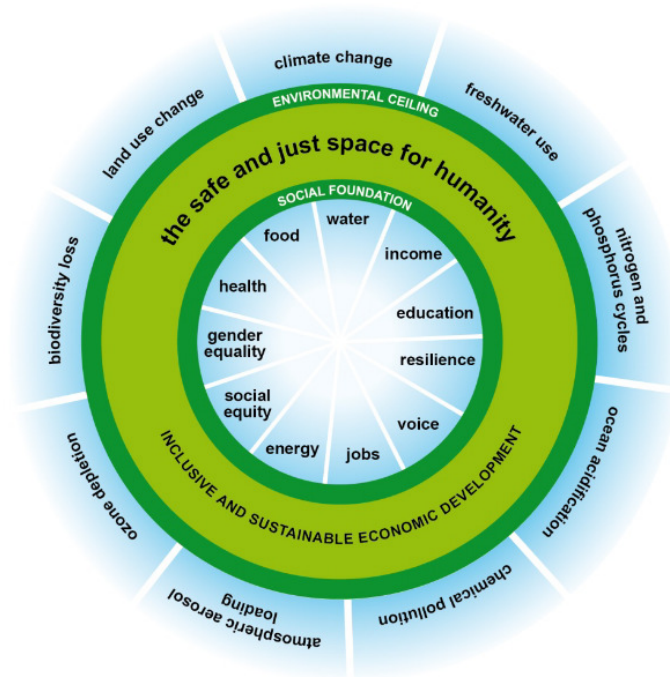 climate change
freshwater use
nitrogen and
phosphorus cycles
ocean acidification
chemical pollution
atmospheric aerosol
loading
ozone depletion
biodiversity loss
land use change
ENVIRONMENTAL CEILING
the safe and just space for humanity
SOCIAL FOUNDATION
water
income
education
resilience
voice
jobs
energy
social
equity
gender
equality
health
food
INCLUSIVE AND SUSTAINABLE ECONOMIC DEVELOPMENT